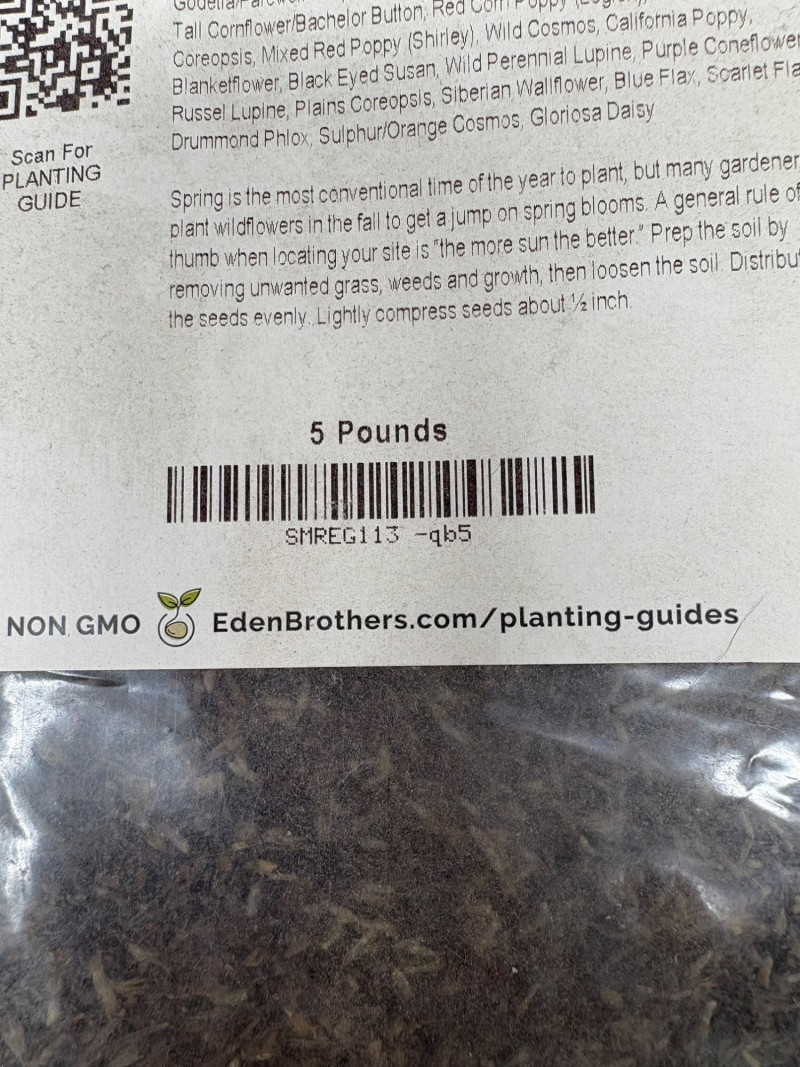 Tall Cornflower/Bachelor Button, Red Corn Poppy
Coreopsis, Mixed Red Poppy (Shirley), Wild Cosmos, California Poppy,
Blanketflower, Black Eyed Susan, Wild Perennial Lupine, Purple Coneflower
Russel Lupine, Plains Coreopsis, Siberian Wallflower, Blue Flax, Scarlet
Drummond Phlox, Sulphur/Orange Cosmos, Gloriosa Daisy
Scan For
PLANTING
GUIDE
Spring is the most conventional time of the year to plant, but many gardener
plant wildflowers in the fall to get a jump on spring blooms. A general rule of
thumb when locating your site is "the more sun the better." Prep the soil by
removing unwanted grass, weeds and growth, then loosen the soil. Distribu
the seeds evenly. Lightly compress seeds about ½ inch.
5 Pounds
SMREG113 -qb5
NON GMO EdenBrothers.com/planting-guides